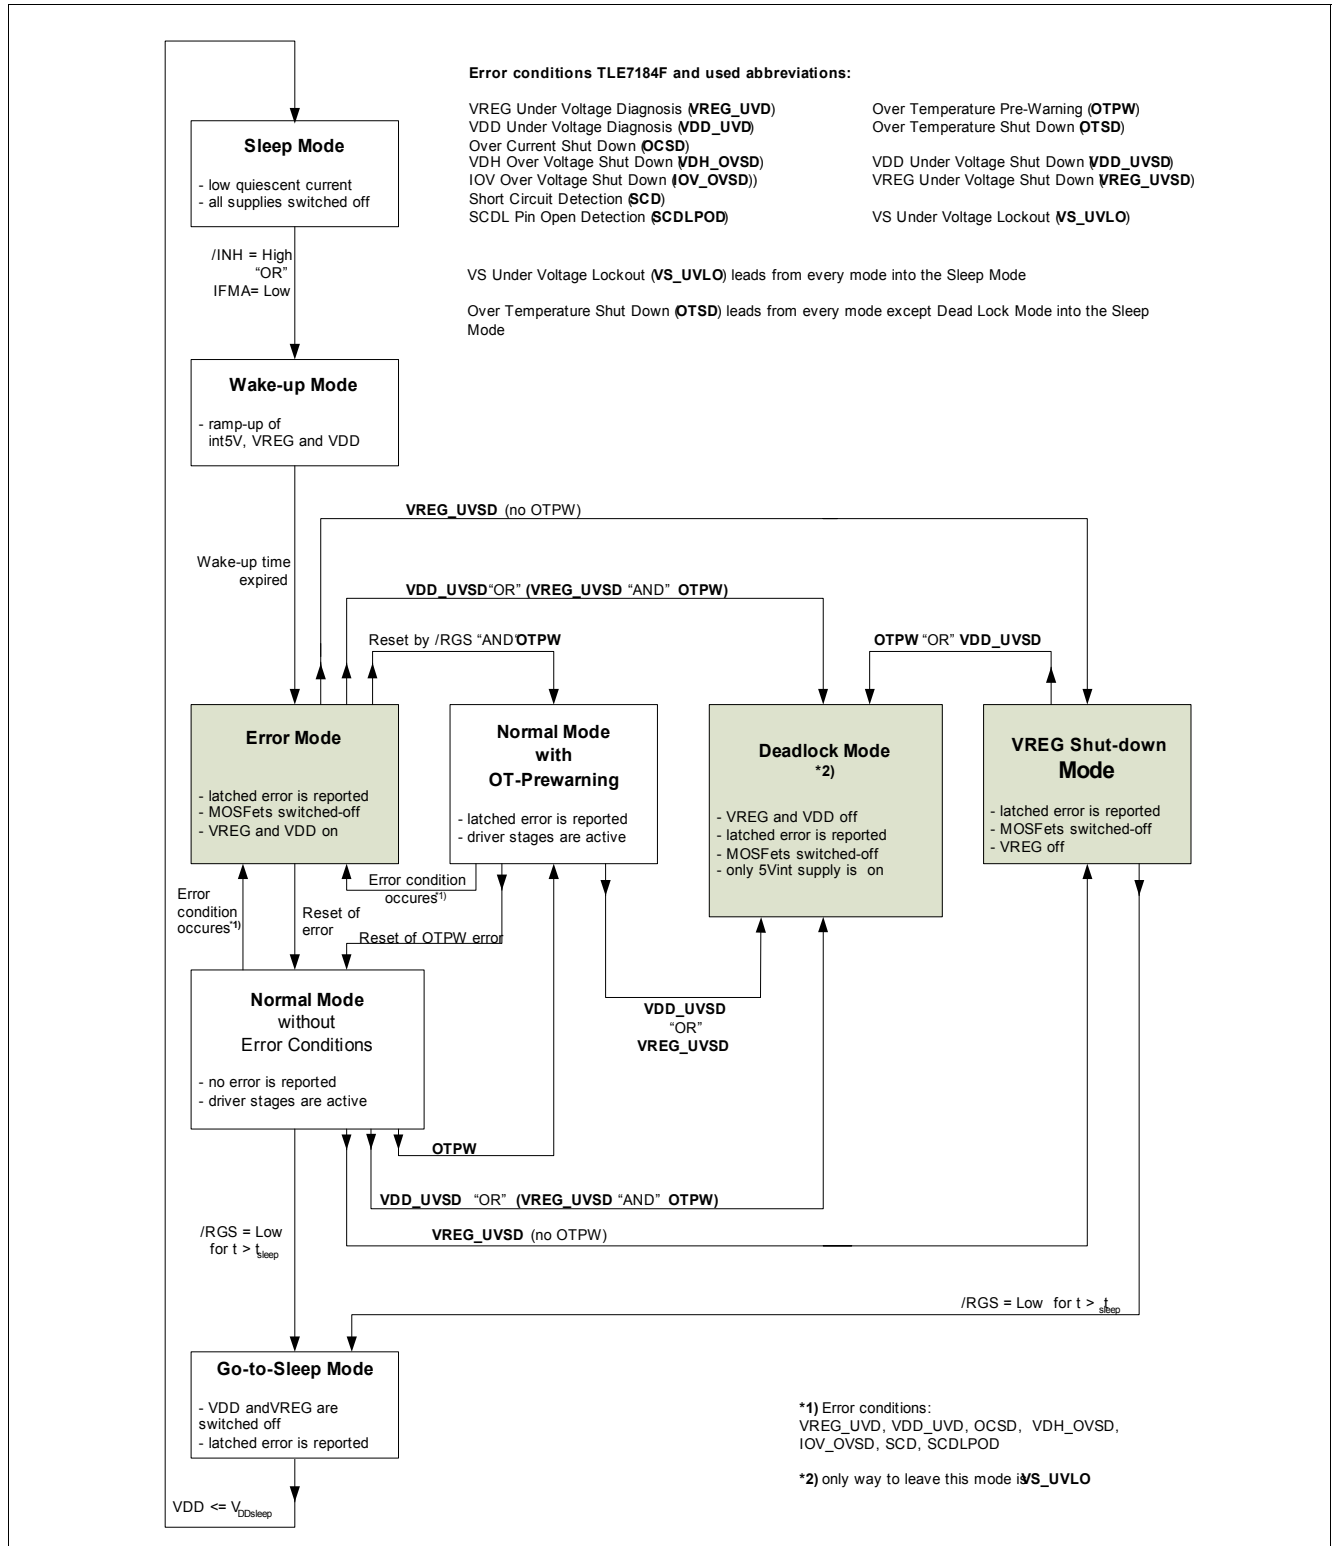 Error conditions TLE7184F and used abbreviations:
VREG Under Voltage Diagnosis (VREG_UVD)
VDD Under Voltage Diagnosis (VDD_UVD)
Over Current Shut Down (OCSD)
VDH Over Voltage Shut Down (VDH_OVSD)
IOV Over Voltage Shut Down (IOV_OVSD))
Short Circuit Detection (SCD)
SCDL Pin Open Detection (SCDLPOD)
Over Temperature Pre-Warning (OTPW)
Over Temperature Shut Down (OTSD)
VDD Under Voltage Shut Down (VDD_UVSD)
VREG Under Voltage Shut Down (VREG_UVSD)
VS Under Voltage Lockout (VS_UVLO)
VS Under Voltage Lockout (VS_UVLO) leads from every mode into the Sleep Mode
Over Temperature Shut Down (OTSD) leads from every mode except Dead Lock Mode into the Sleep
Mode
Sleep Mode
- low quiescent current
- all supplies switched off
/INH = High
“OR”
IFMA= Low
Wake-up Mode
- ramp-up of
int5V, VREG and VDD
VREG_UVSD (no OTPW)
Wake-up time
expired
VDD_UVSD“OR” (VREG_UVSD “AND” OTPW)
Reset by /RGS “AND”OTPW
OTPW “OR” VDD_UVSD
Error Mode
- latched error is reported
- MOSFets switched-off
- VREG and VDD on
Normal Mode
with
OT-Prewarning
- latched error is reported
- driver stages are active
Deadlock Mode
*2)
- VREG and VDD off
- latched error is reported
- MOSFets switched-off
- only 5Vint supply is on
VREG Shut-down
Mode
- latched error is reported
- MOSFets switched-off
- VREG off
Error
condition
occures*1)
Reset of
error
Error condition
occures*1)
Reset of OTPW error
VDD_UVSD
“OR”
VREG_UVSD
Normal Mode
without
Error Conditions
- no error is reported
- driver stages are active
OTPW
VDD_UVSD “OR” (VREG_UVSD “AND” OTPW)
VREG_UVSD (no OTPW)
/RGS = Low
for t > tsleep
/RGS = Low for t > tsleep
Go-to-Sleep Mode
- VDD andVREG are
switched off
- latched error is reported
VDD <= VDDsleep
*1) Error conditions:
VREG_UVD, VDD_UVD, OCSD, VDH_OVSD,
IOV_OVSD, SCD, SCDLPOD
*2) only way to leave this mode is VS_UVLO